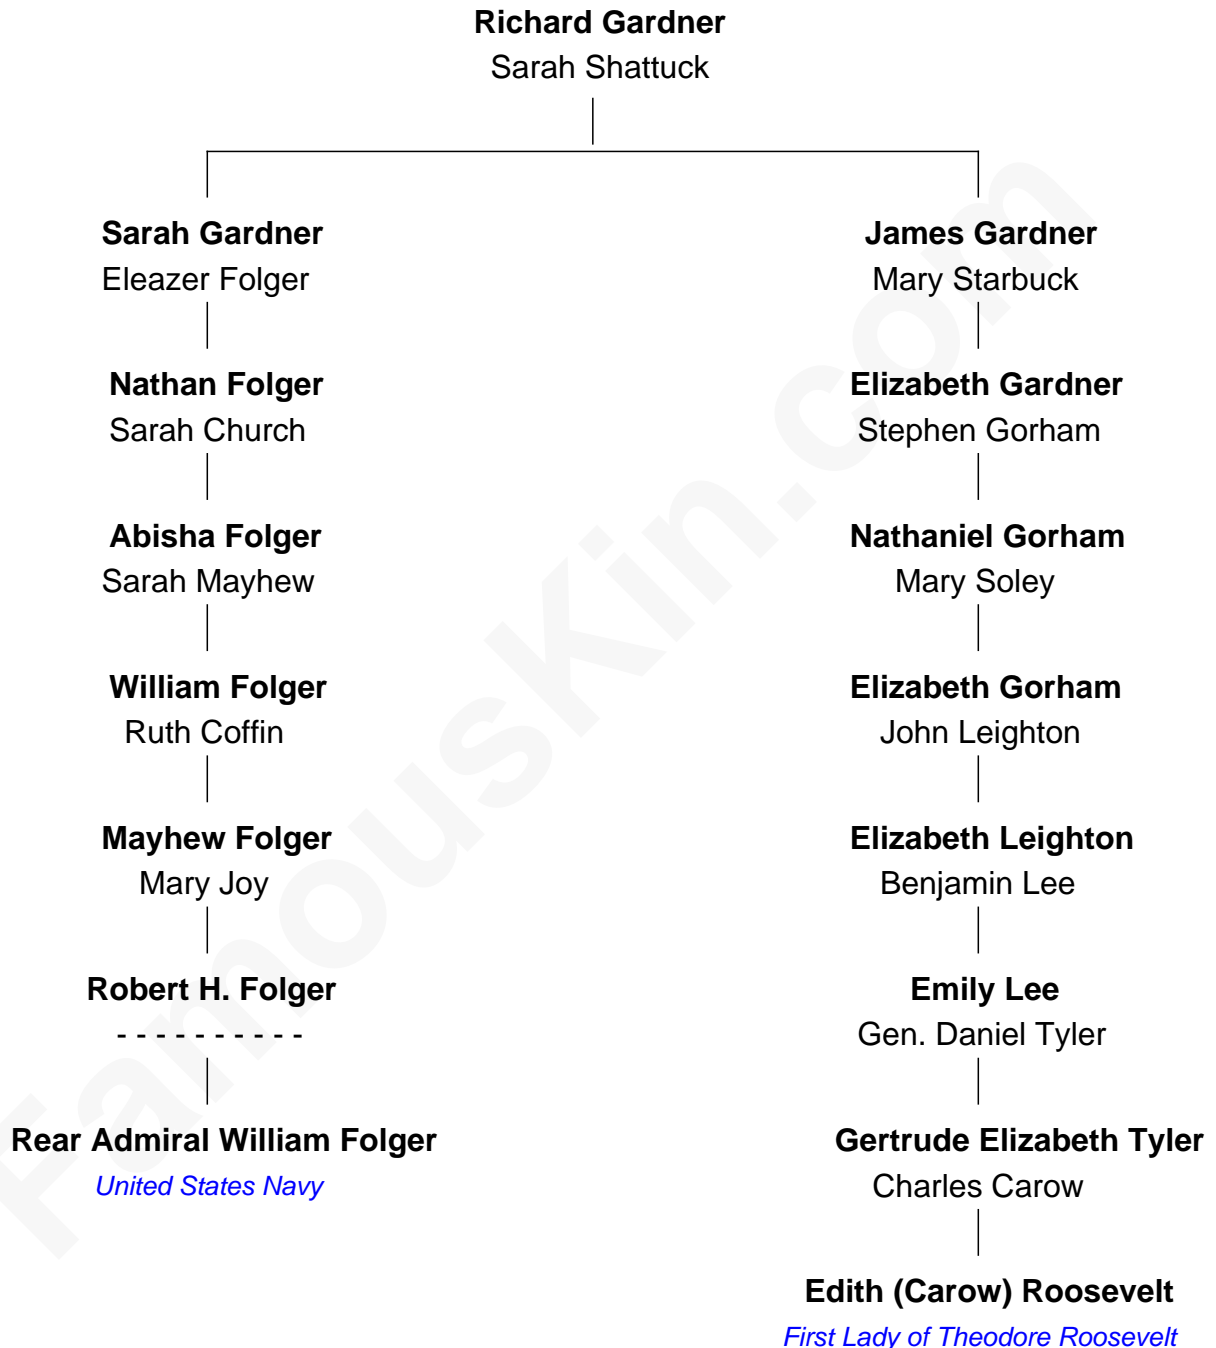 Richard Gardner
Sarah Shattuck
Sarah Gardner
Eleazer Folger
Nathan Folger
Sarah Church
Abisha Folger
Sarah Mayhew
William Folger
Ruth Coffin
Mayhew Folger
Mary Joy
Robert H. Folger
- - - - - - - - - -
Rear Admiral William Folger
United States Navy
James Gardner
Mary Starbuck
Elizabeth Gardner
Stephen Gorham
Nathaniel Gorham
Mary Soley
Elizabeth Gorham
John Leighton
Elizabeth Leighton
Benjamin Lee
Emily Lee
Gen. Daniel Tyler
Gertrude Elizabeth Tyler
Charles Carow
Edith (Carow) Roosevelt
First Lady of Theodore Roosevelt
FamousKin.com